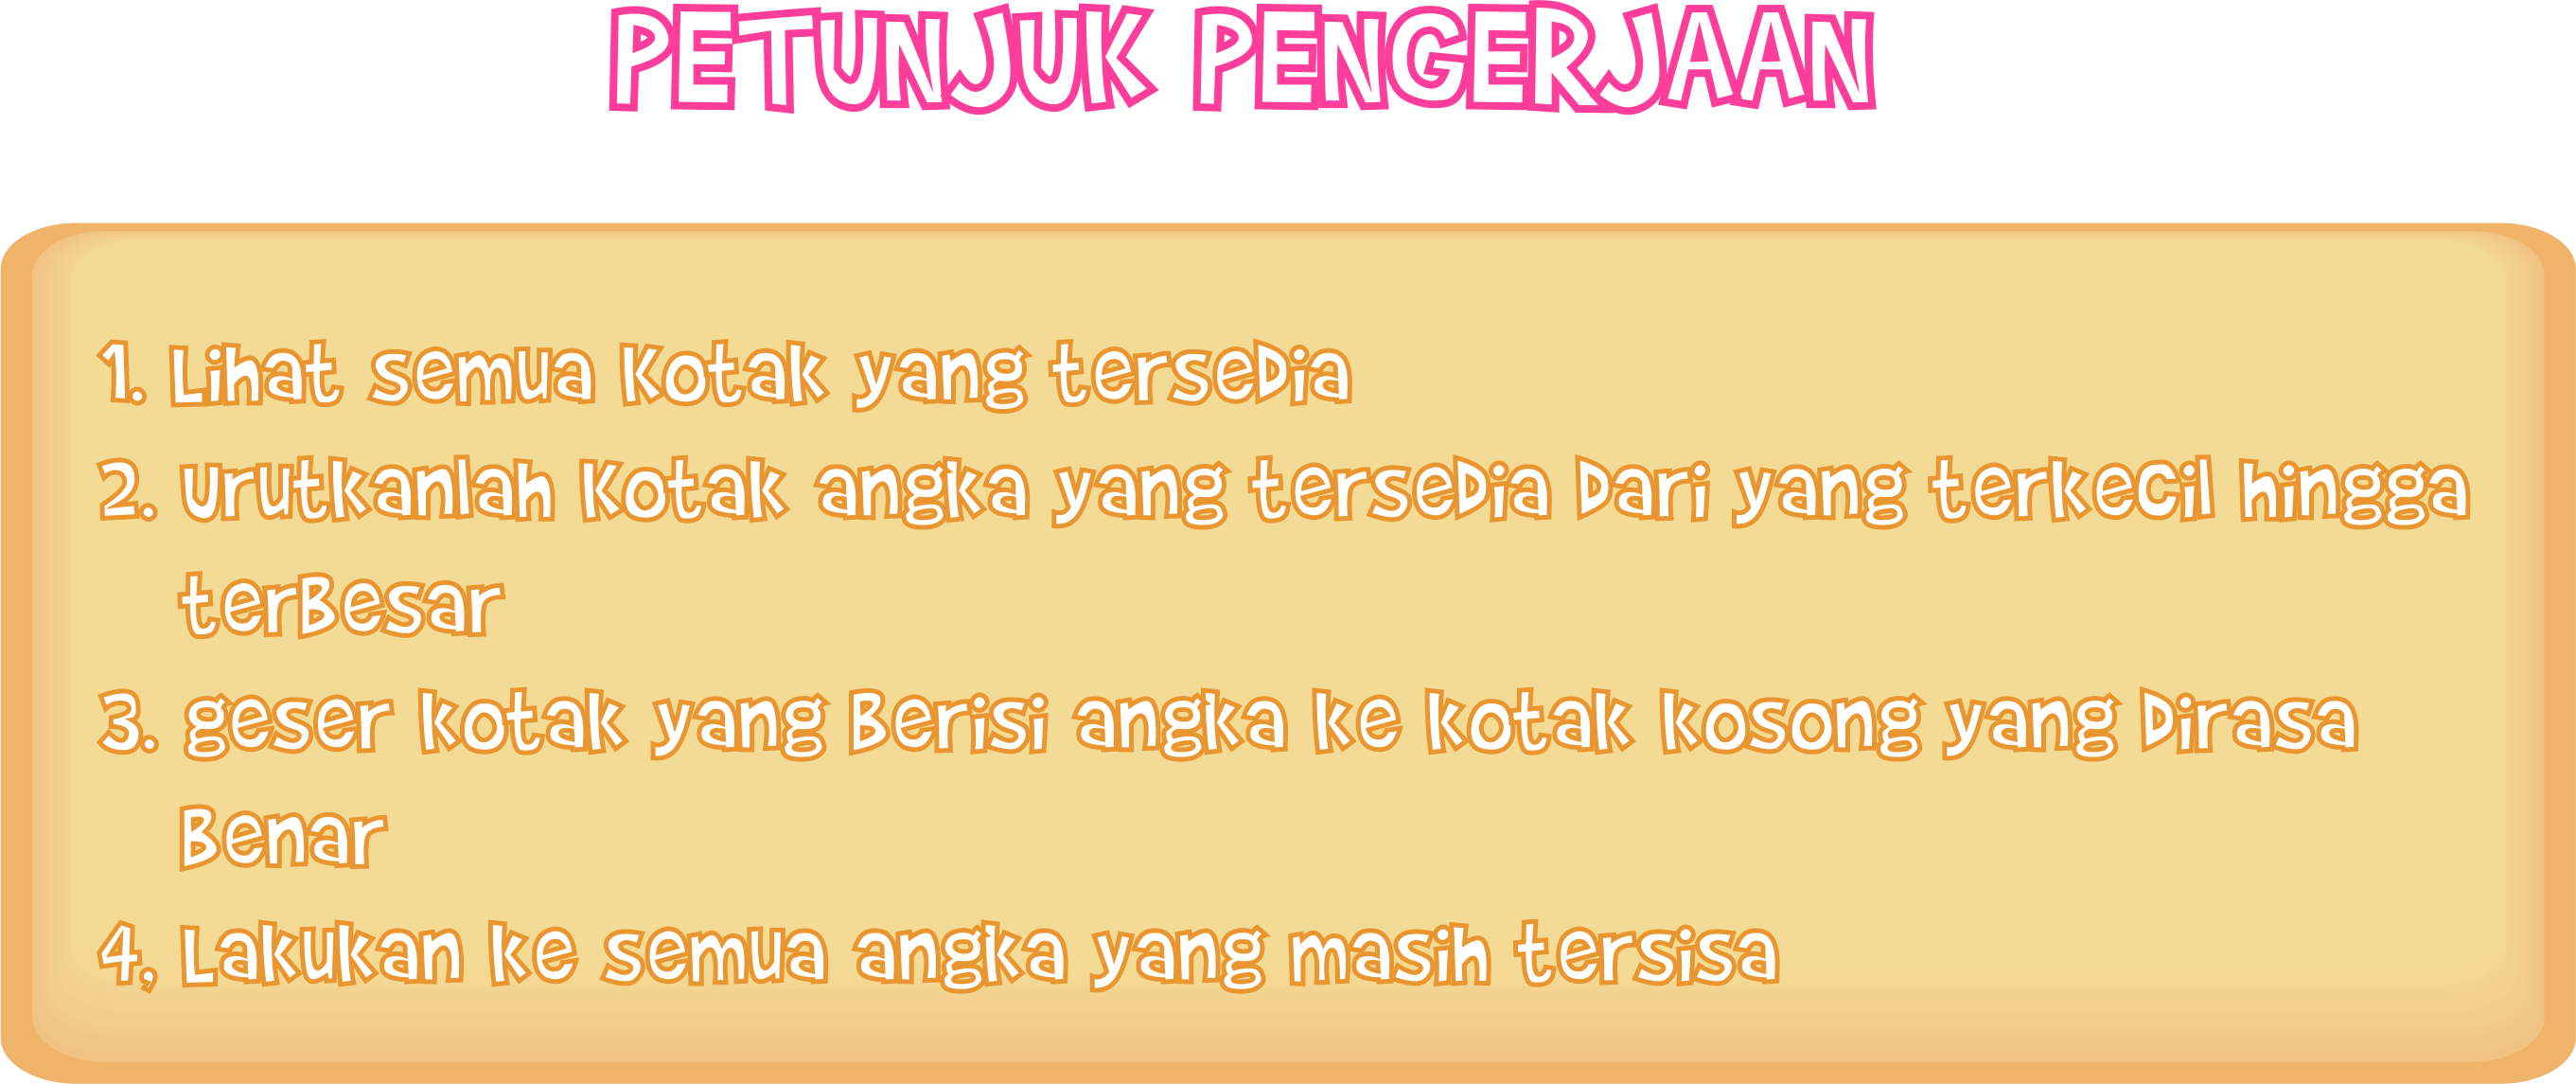 PETUNJUK PENGERJAAN
1. Lihat semua kotak yang tersedia
2. urutkanlah kotak angka yang tersedia dari yang terkecil hingga
terbesar
3. geser kotak yang berisi angka ke kotak kosong yang dirasa
benar
4, Lakukan ke semua angka yang masih tersisa